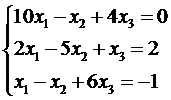 10x₁ − x₂ + 4x₃ = 0
2x₁ − 5x₂ + x₃ = 2
x₁ − x₂ + 6x₃ = −1